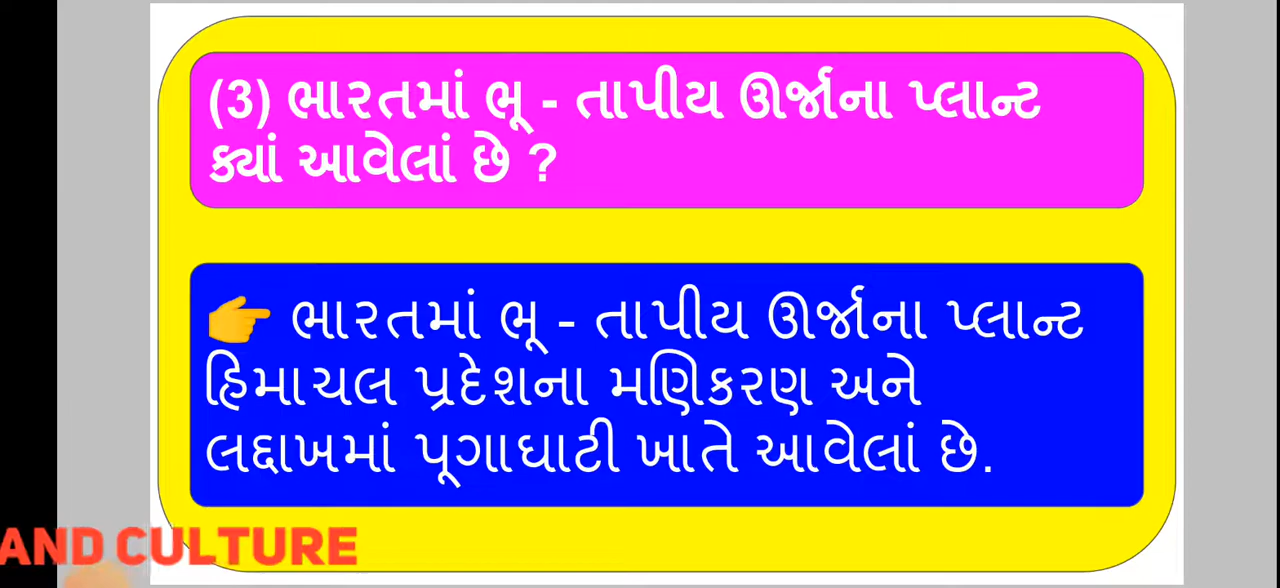 (3) ભારતમાં ભૂ - તાપીય ઊર્જાના પ્લાન્ટ
ક્યાં આવેલાં છે ?
👉 ભારતમાં ભૂ - તાપીય ઊર્જાના પ્લાન્ટ
હિમાચલ પ્રદેશના મણિકરણ અને
લદ્દાખમાં પૂગાઘાટી ખાતે આવેલાં છે.
AND CULTURE